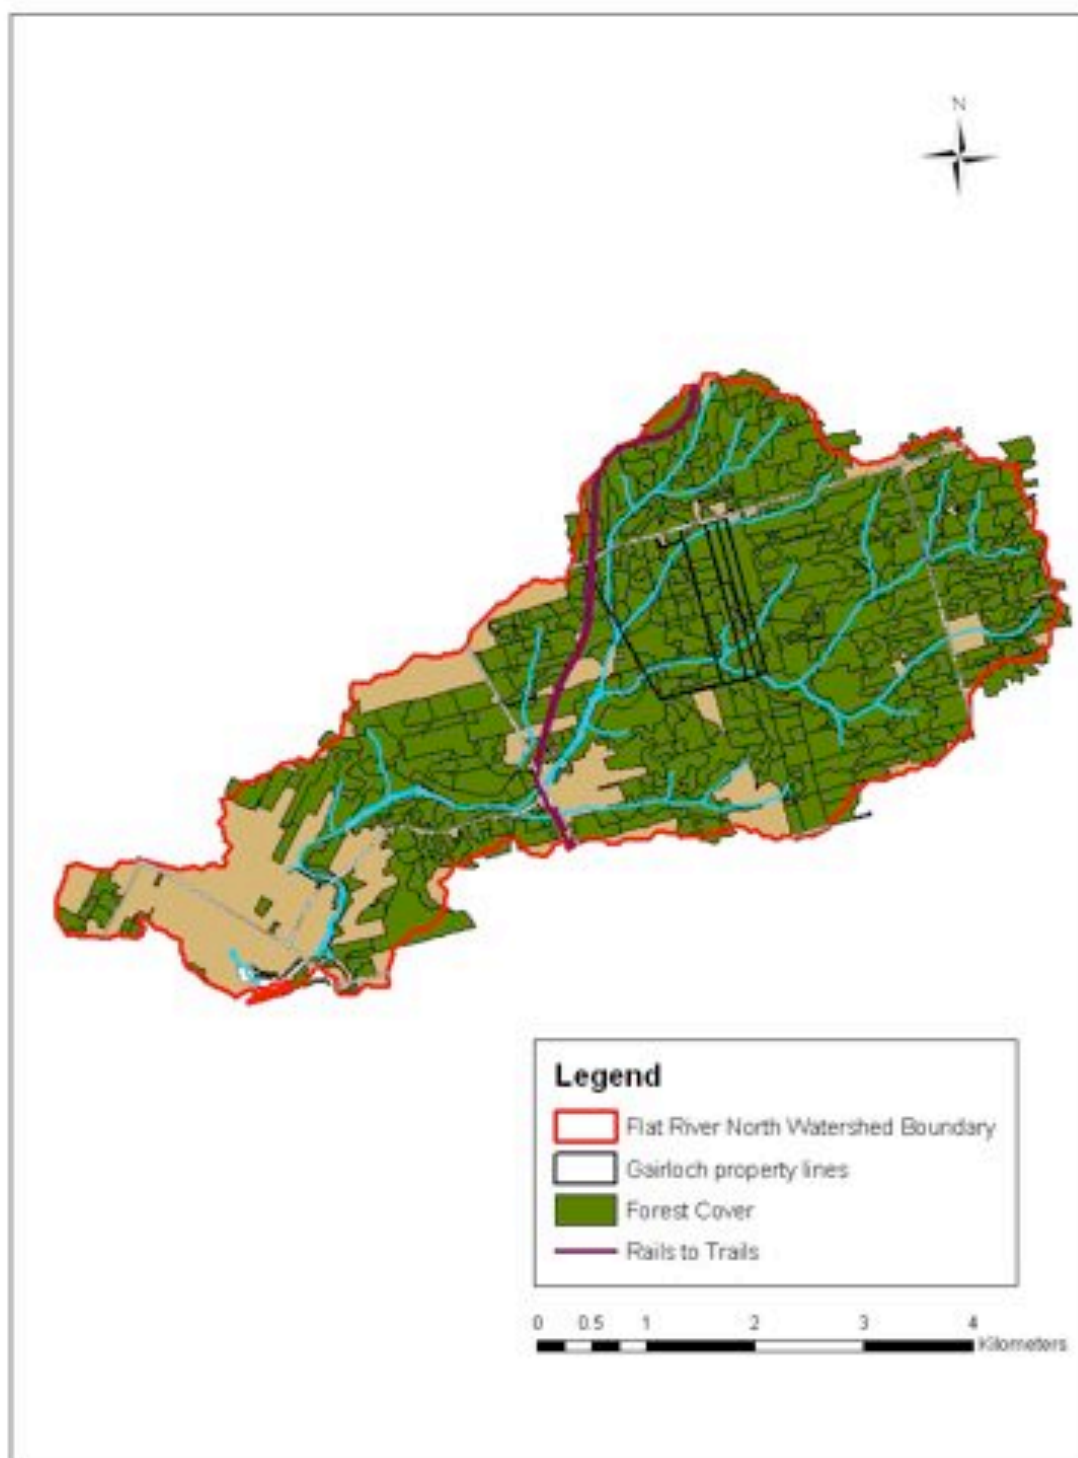 N
Legend
Flat River North Watershed Boundary
Gairloch property lines
Forest Cover
Rails to Trails
0 0.5 1 2 3 4
Kilometers